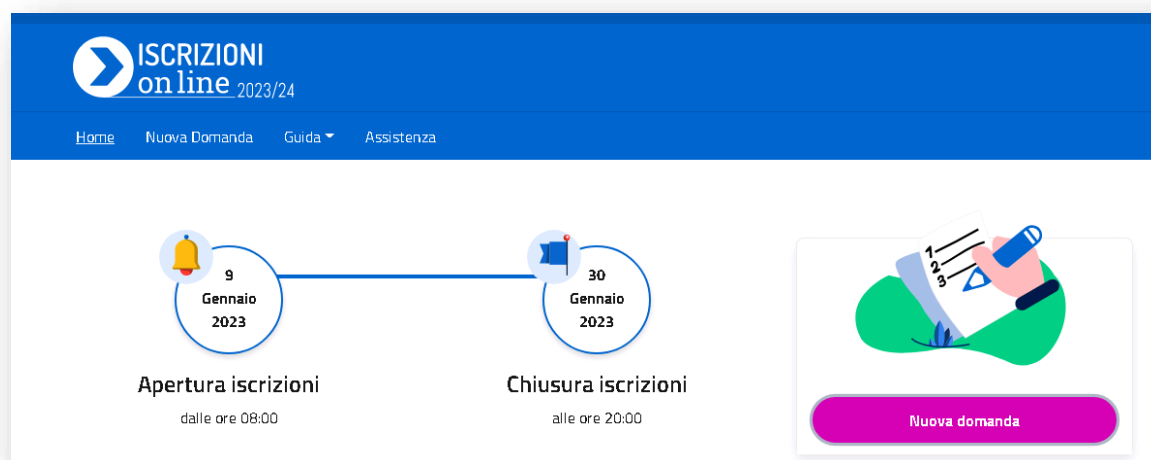 ISCRIZIONI
on line 2023/24
Home Nuova Domanda Guida Assistenza
9
Gennaio
2023
Apertura iscrizioni
dalle ore 08:00
30
Gennaio
2023
Chiusura iscrizioni
alle ore 20:00
1
2
3
Nuova domanda